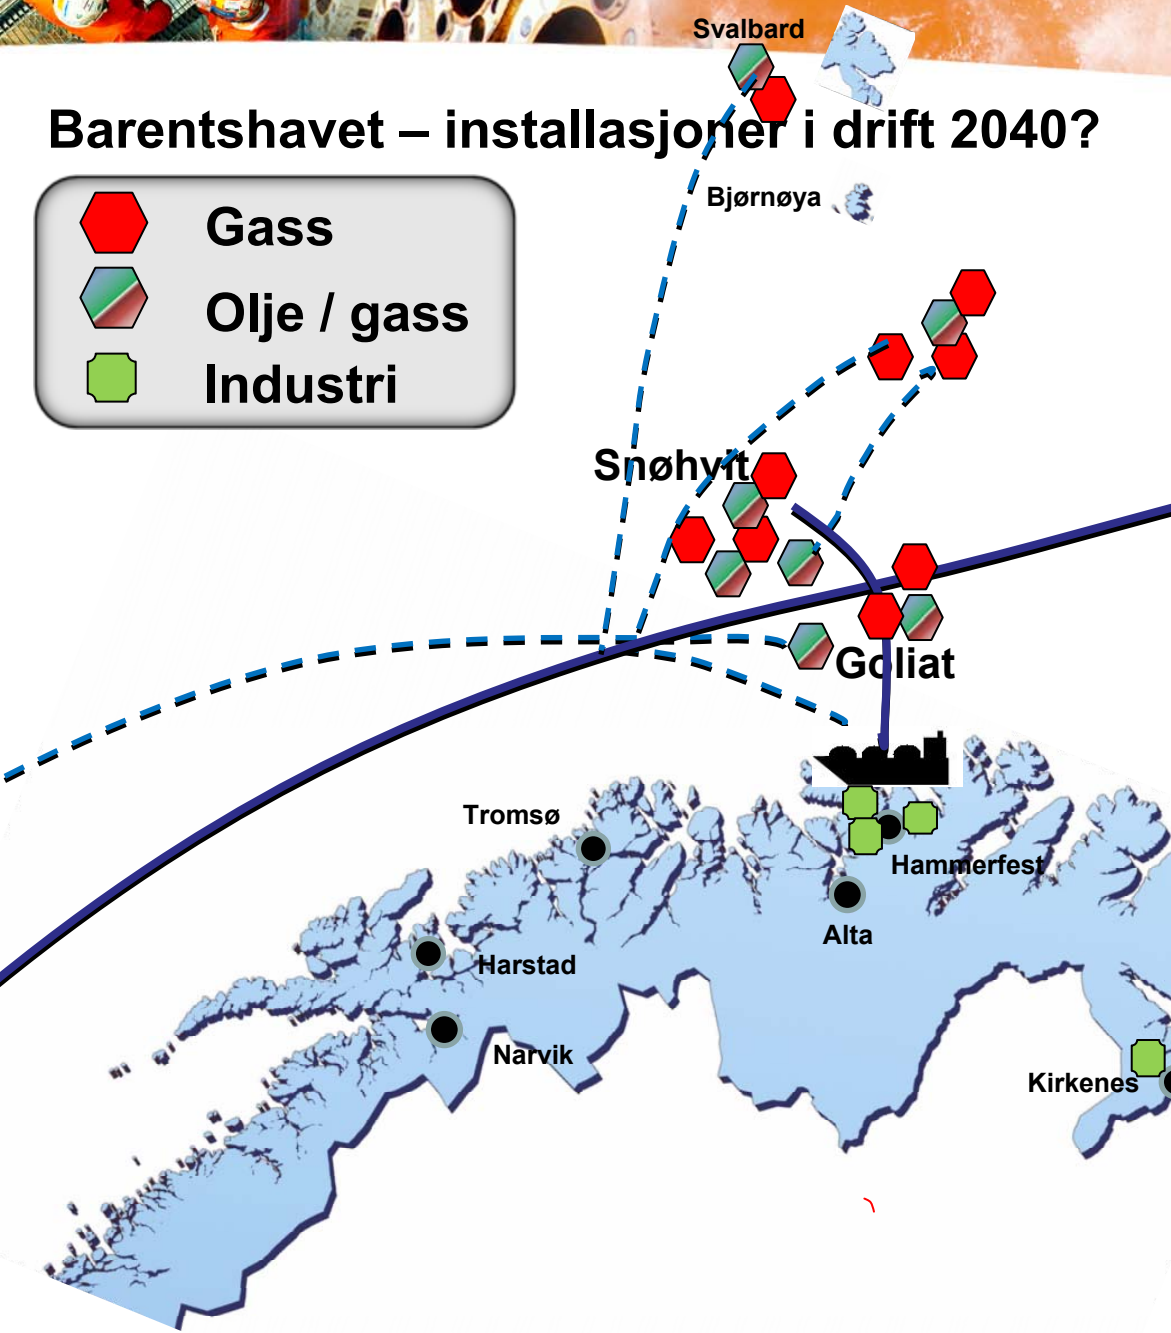 Svalbard
Barentshavet – installasjoner i drift 2040?
Bjørnøya
Gass
Olje / gass
Industri
Snøhvit
Goliat
Tromsø
Hammerfest
Alta
Harstad
Narvik
Kirkenes